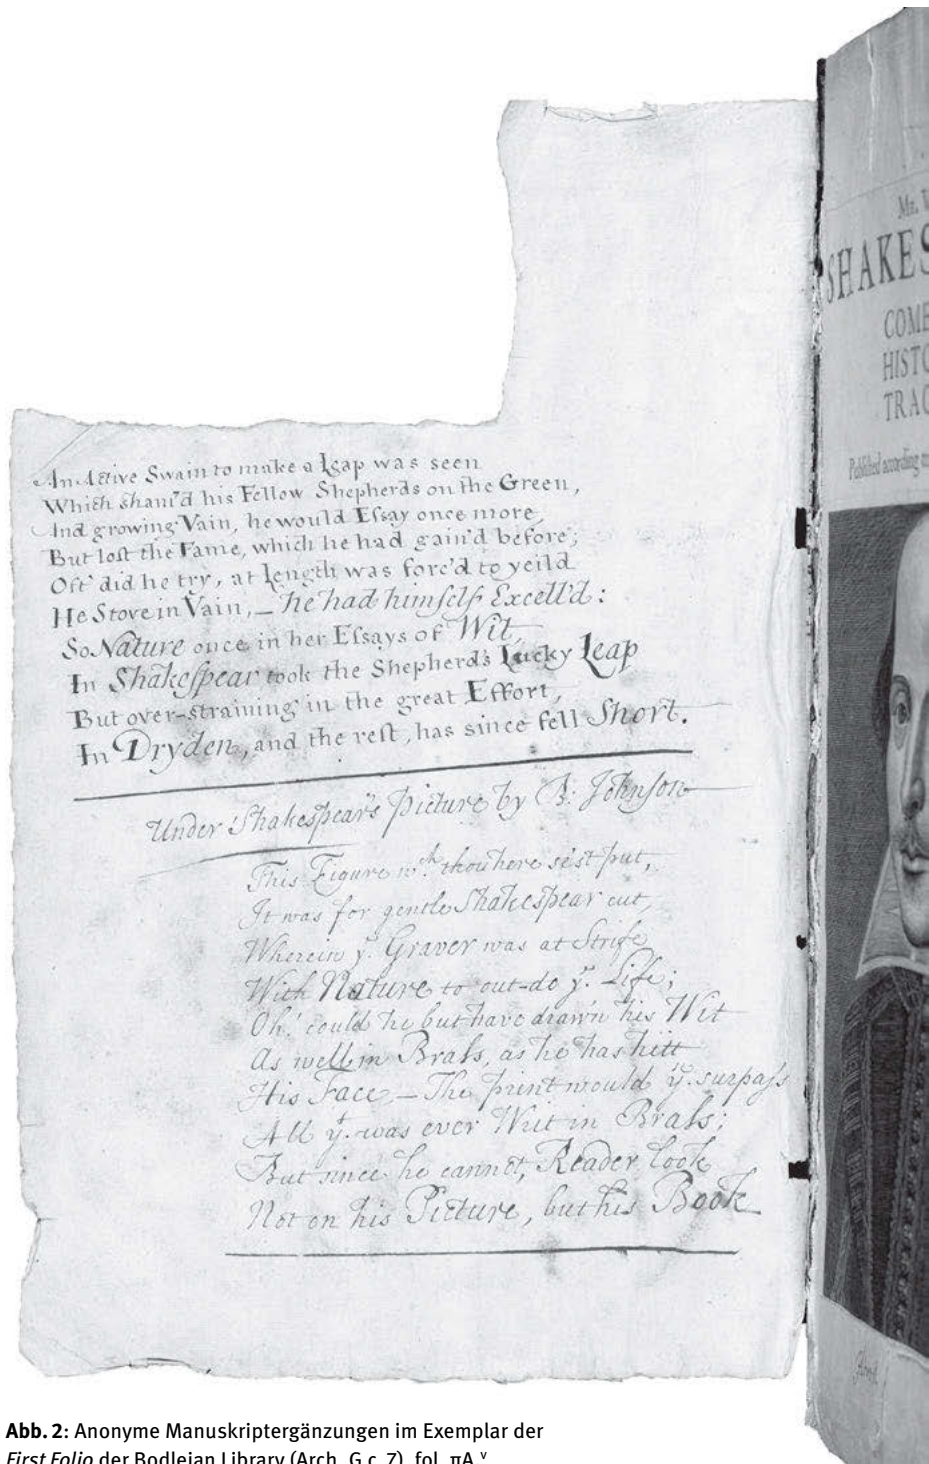 An Active Swain to make a Leap was seen
Which sham'd his Fellow Shepherds on the Green,
And growing Vain, he would Essay once more,
But lost the Fame, which he had gain'd before;
Oft' did he try, at Length was forc'd to yeild
He Stove in Vain, – he had himself Excell'd:
So Nature once in her Essays of Wit,
In Shakespear took the Shepherd's Lucky Leap
But over-straining in the great Effort,
In Dryden, and the rest, has since fell Short.
Under Shakespear's Picture by B: Johnson
This Figure wch thou here se'st put,
It was for gentle Shakespear cut,
Wherein ye Graver was at Strife
With Nature to out-do ye Life;
Oh! could he but have drawn his Wit
As well in Brass, as he has hitt
His Face – The print would yn surpass
All yt was ever Writ in Brass;
But since he cannot, Reader look
Not on his Picture, but his Book
Mr.
SHAKES
COME
HISTO
TRAG
Published according
Abb. 2: Anonyme Manuskriptergänzungen im Exemplar der
First Folio der Bodleian Library (Arch. G c. 7), fol. πA v